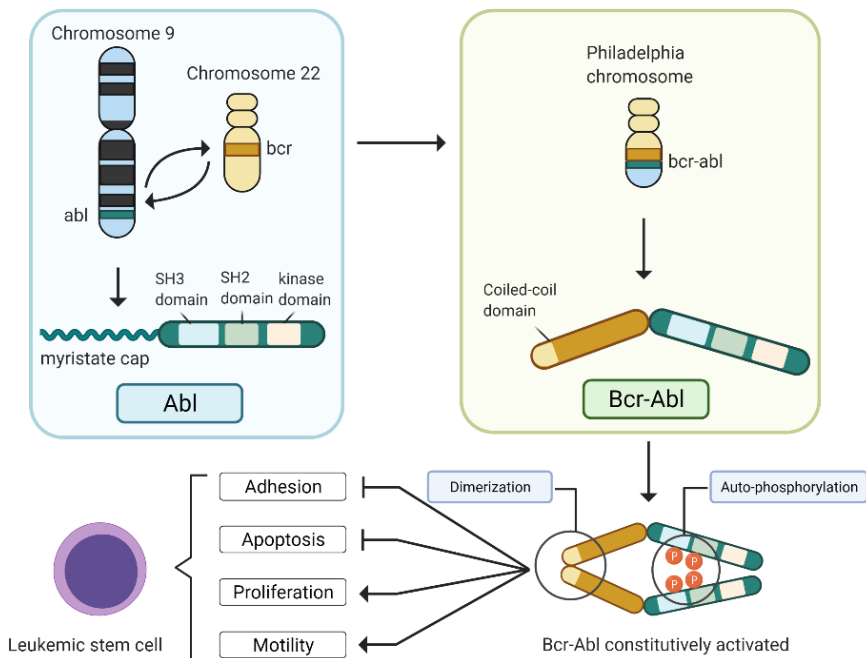 Chromosome 9
Chromosome 22
bcr
abl
SH3
domain
SH2
domain
kinase
domain
myristate cap
Abl
Philadelphia
chromosome
bcr-abl
Coiled-coil
domain
Bcr-Abl
Adhesion
Apoptosis
Proliferation
Motility
Leukemic stem cell
Dimerization
Auto-phosphorylation
P
P
P
P
Bcr-Abl constitutively activated